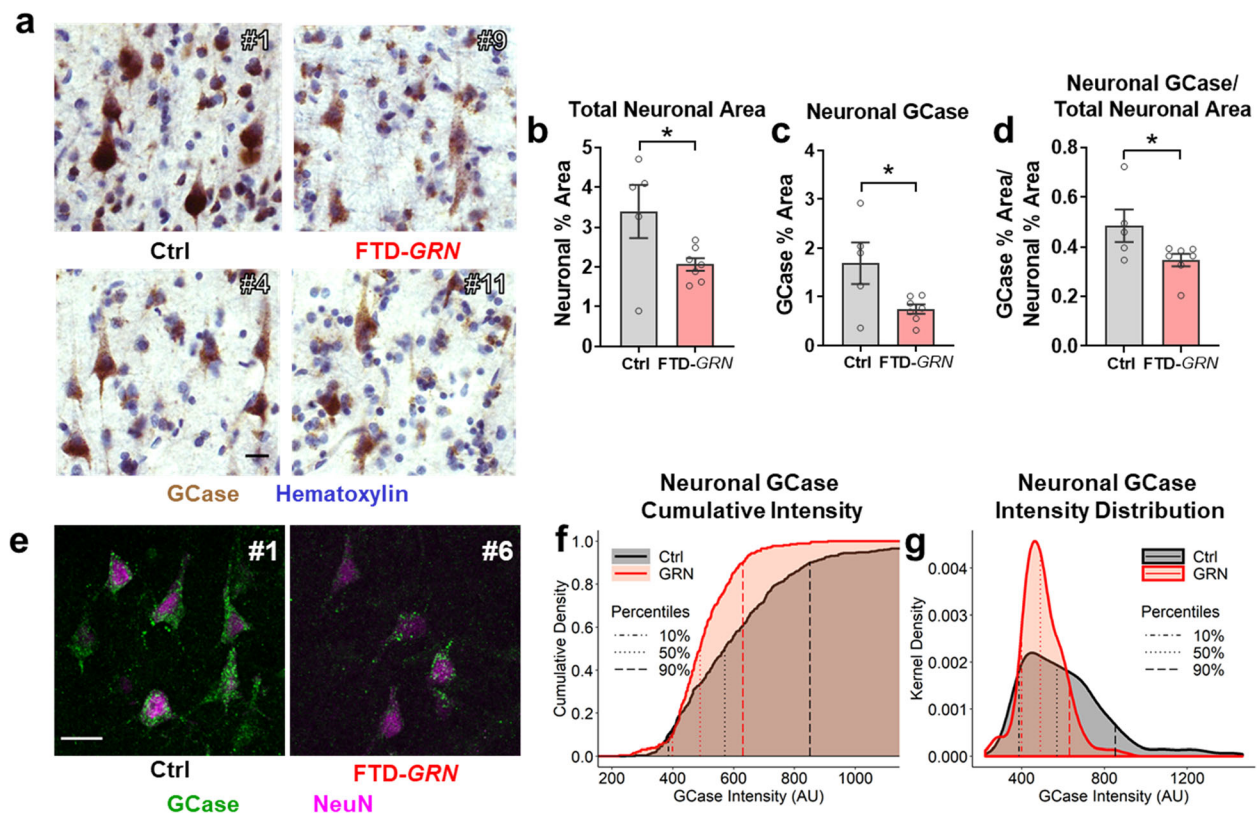 a
#1
#9
Ctrl
FTD-GRN
#4
#11
GCase Hematoxylin
b
Total Neuronal Area
*
Neuronal % Area
5
4
3
2
1
0
Ctrl FTD-GRN
c
Neuronal GCase
*
GCase % Area
4
3
2
1
0
Ctrl FTD-GRN
d
Neuronal GCase/
Total Neuronal Area
*
GCase % Area/
Neuronal % Area
0.8
0.6
0.4
0.2
0.0
Ctrl FTD-GRN
e
#1
#6
Ctrl
FTD-GRN
GCase NeuN
f
Neuronal GCase
Cumulative Intensity
Ctrl
GRN
Percentiles
10%
50%
90%
Cumulative Density
1.0
0.8
0.6
0.4
0.2
0.0
200 400 600 800 1000
GCase Intensity (AU)
g
Neuronal GCase
Intensity Distribution
Ctrl
GRN
Percentiles
10%
50%
90%
Kernel Density
0.004
0.003
0.002
0.001
0.000
400 800 1200
GCase Intensity (AU)